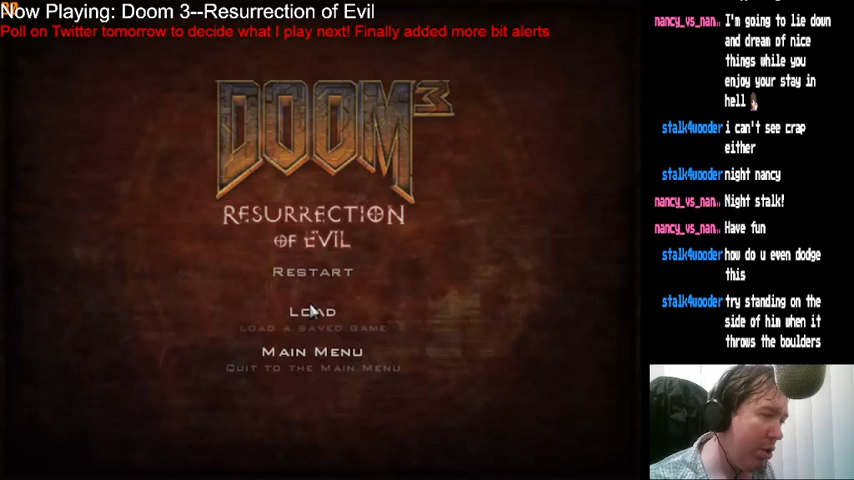 Now Playing: Doom 3--Resurrection of Evil
Poll on Twitter tomorrow to decide what I play next! Finally added more bit alerts
DOOM 3
RESURRECTION
OF EVIL
RESTART
LOAD
LOAD A SAVED GAME
MAIN MENU
QUIT TO THE MAIN MENU
nancy_vs_nan.. I'm going to lie down
and dream of nice
things while you
enjoy your stay in
hell
stalk4wooder i can't see crap
either
stalk4wooder night nancy
nancy_vs_nan.. Night stalk!
nancy_vs_nan.. Have fun
stalk4wooder how do u even dodge
this
stalk4wooder try standing on the
side of him when it
throws the boulders